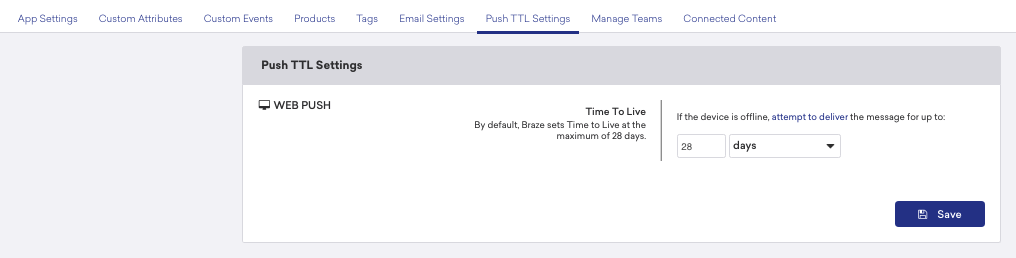 App Settings Custom Attributes Custom Events Products Tags Email Settings Push TTL Settings Manage Teams Connected Content
Push TTL Settings
WEB PUSH
Time To Live
By default, Braze sets Time to Live at the
maximum of 28 days.
If the device is offline, attempt to deliver the message for up to:
28 days
Save